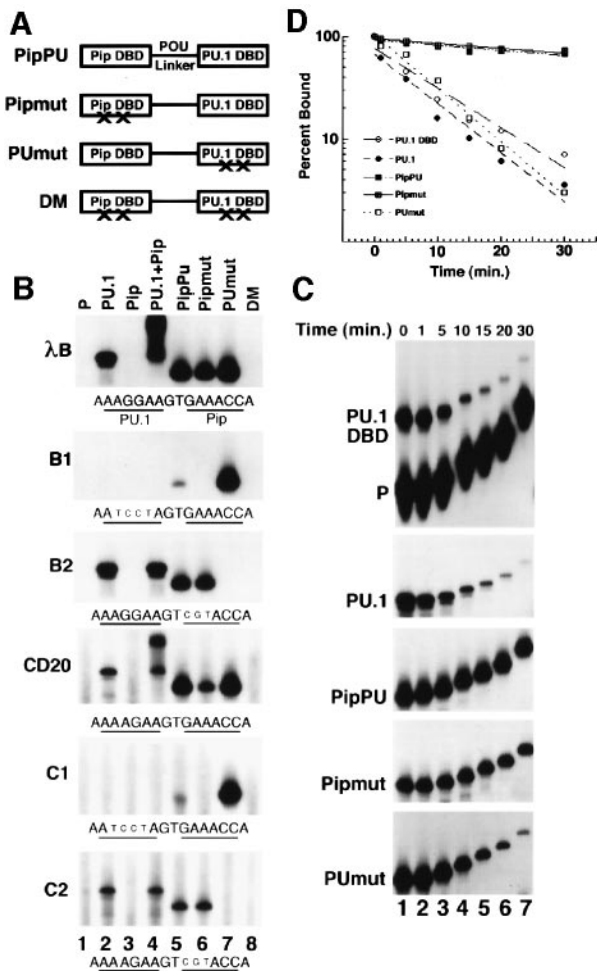 A
PipPU
Pip DBD
POU
Linker
PU.1 DBD
Pipmut
Pip DBD
PU.1 DBD
PUmut
Pip DBD
PU.1 DBD
DM
Pip DBD
PU.1 DBD
D
Percent Bound
100
10
PU.1 DBD
PU.1
PipPU
Pipmut
PUmut
0 10 20 30
Time (min.)
B
P PU.1 Pip PU.1+Pip PipPu Pipmut PUmut DM
λB
AAAGGAAGTGAAACCA
PU.1 Pip
B1
AATCCTAGTGAAACCA
B2
AAAGGAAGTCGTACCA
CD20
AAAAGAAGTGAAACCA
C1
AATCCTAGTGAAACCA
C2
1 2 3 4 5 6 7 8
AAAAGAAGTCGTACCA
C
Time (min.) 0 1 5 10 15 20 30
PU.1
DBD
P
PU.1
PipPU
Pipmut
PUmut
1 2 3 4 5 6 7